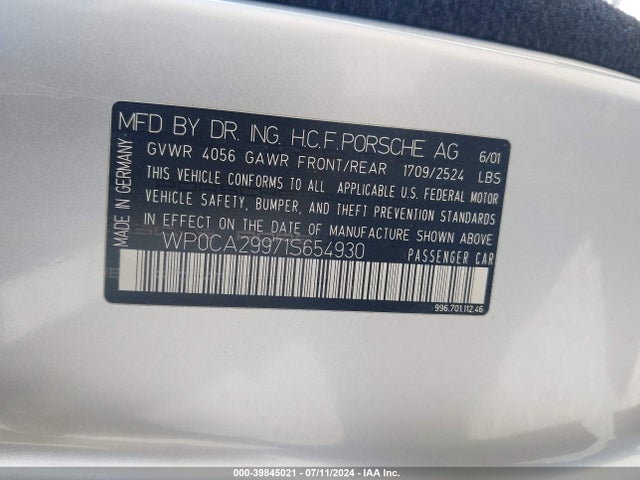 MFD BY DR. ING. H.C.F. PORSCHE AG 6/01
GVWR 4056 GAWR FRONT/REAR 1709/2524 LBS
THIS VEHICLE CONFORMS TO ALL APPLICABLE U.S. FEDERAL MOTOR
VEHICLE SAFETY, BUMPER, AND THEFT PREVENTION STANDARDS
IN EFFECT ON THE DATE OF MANUFACTURE SHOWN ABOVE
WP0CA29971S654930 PASSENGER CAR
996.701.112.46
MADE IN GERMANY
000-39845021 - 07/11/2024 - IAA Inc.